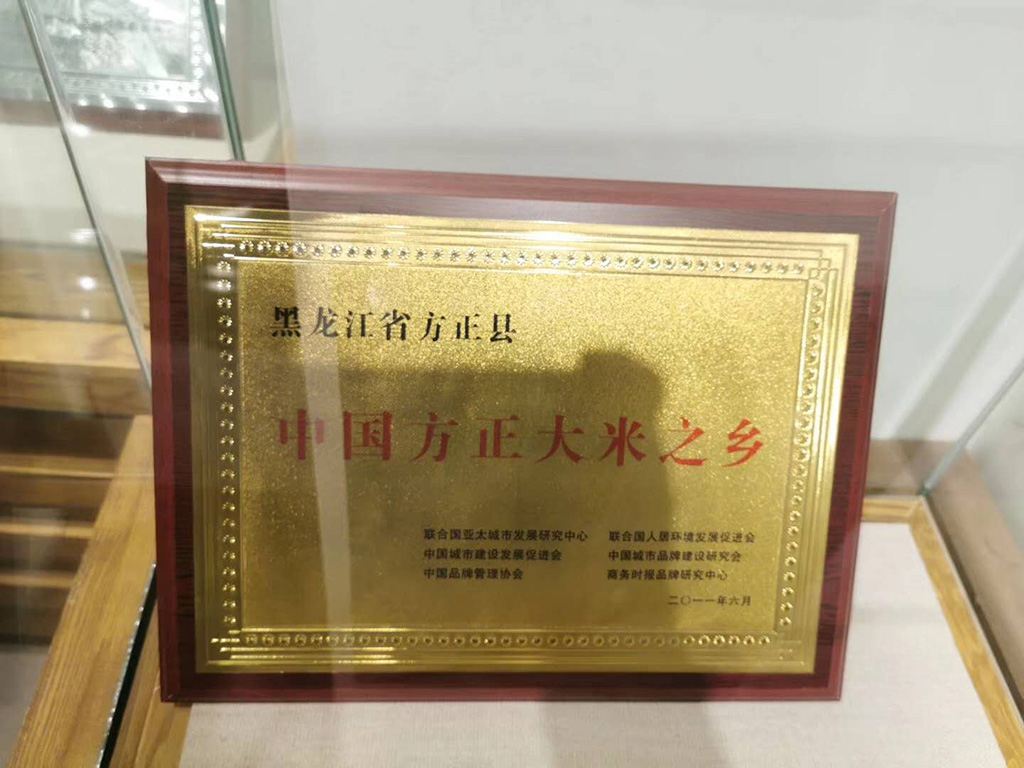 黑龙江省方正县
中国方正大米之乡
联合国亚太城市发展研究中心 联合国人居环境发展促进会
中国城市建设发展促进会 中国城市品牌建设研究会
中国品牌管理协会 商务时报品牌研究中心
二〇一一年六月